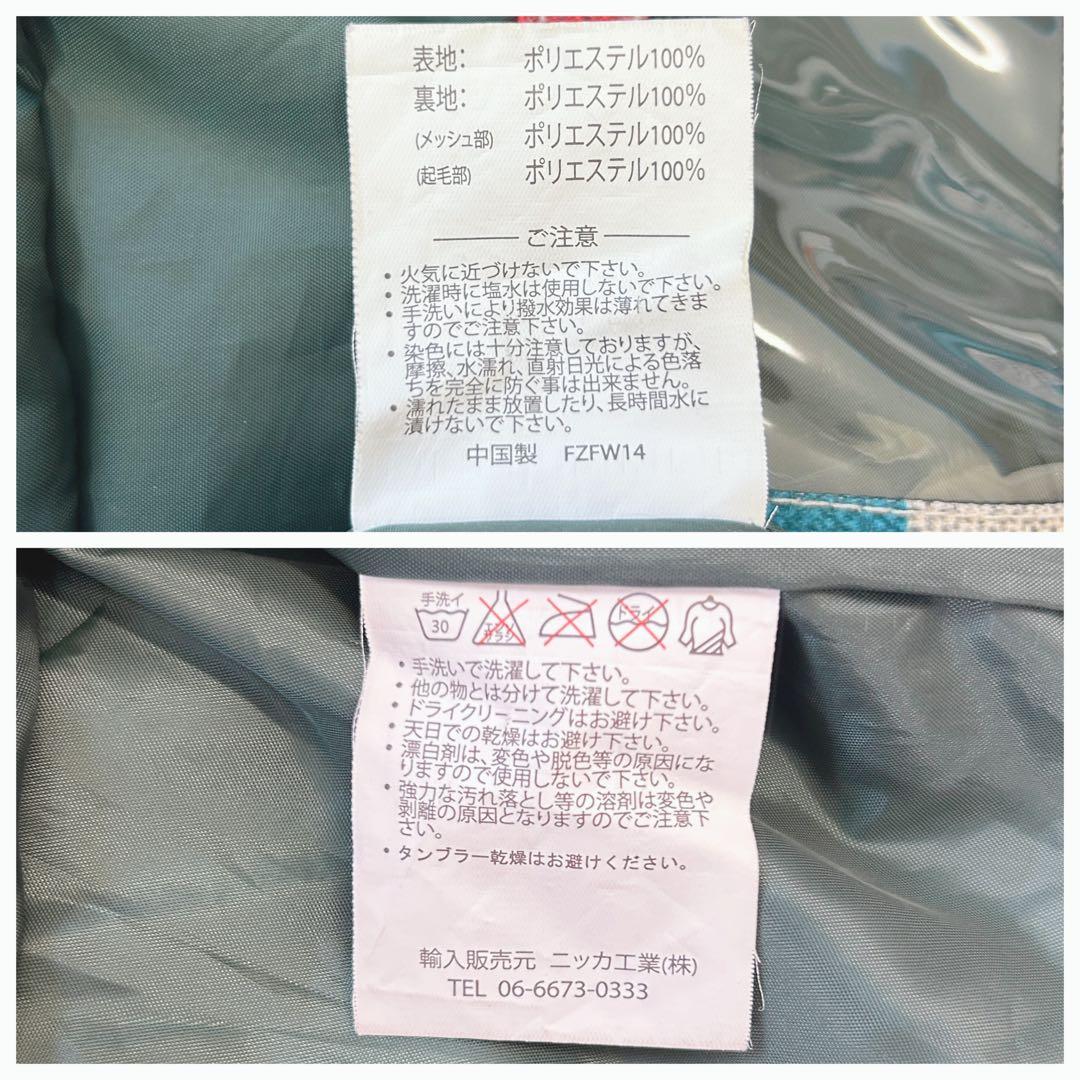 表地: ポリエステル100%
裏地: ポリエステル100%
(メッシュ部) ポリエステル100%
(起毛部) ポリエステル100%
ご注意
・火気に近づけないで下さい。
・洗濯時に塩水は使用しないで下さい。
・手洗いにより撥水効果は薄れてきま
すのでご注意下さい。
・染色には十分注意しておりますが、
摩擦、水濡れ、直射日光による色落
ちを完全に防ぐ事は出来ません。
・濡れたまま放置したり、長時間水に
漬けないで下さい。
中国製 FZFW14
手洗イ
30
エンソ
サラシ
ドライ
・手洗いで洗濯して下さい。
・他の物とは分けて洗濯して下さい。
・ドライクリーニングはお避け下さい。
・天日での乾燥はお避け下さい。
・漂白剤は、変色や脱色等の原因にな
りますので使用しないで下さい。
・強力な汚れ落とし等の溶剤は変色や
剥離の原因となりますのでご注意下
さい。
・タンブラー乾燥はお避けください。
輸入販売元 ニッカ工業(株)
TEL 06-6673-0333